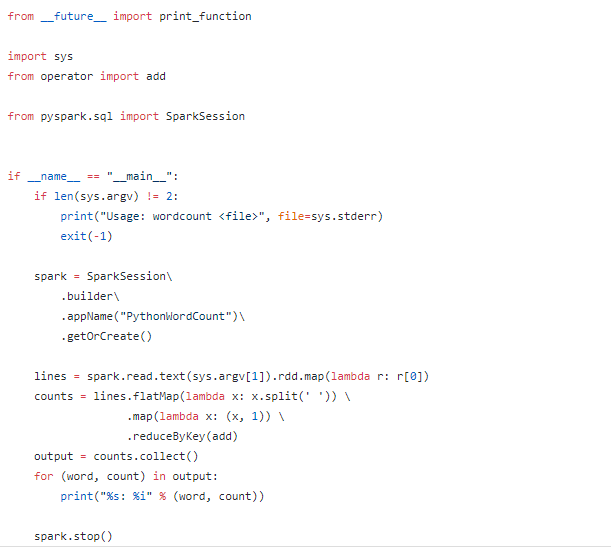 from __future__ import print_function
import sys
from operator import add
from pyspark.sql import SparkSession
if __name__ == "__main__":
    if len(sys.argv) != 2:
        print("Usage: wordcount <file>", file=sys.stderr)
        exit(-1)
    spark = SparkSession\
        .builder\
        .appName("PythonWordCount")\
        .getOrCreate()
    lines = spark.read.text(sys.argv[1]).rdd.map(lambda r: r[0])
    counts = lines.flatMap(lambda x: x.split(' ')) \
                  .map(lambda x: (x, 1)) \
                  .reduceByKey(add)
    output = counts.collect()
    for (word, count) in output:
        print("%s: %i" % (word, count))
    spark.stop()